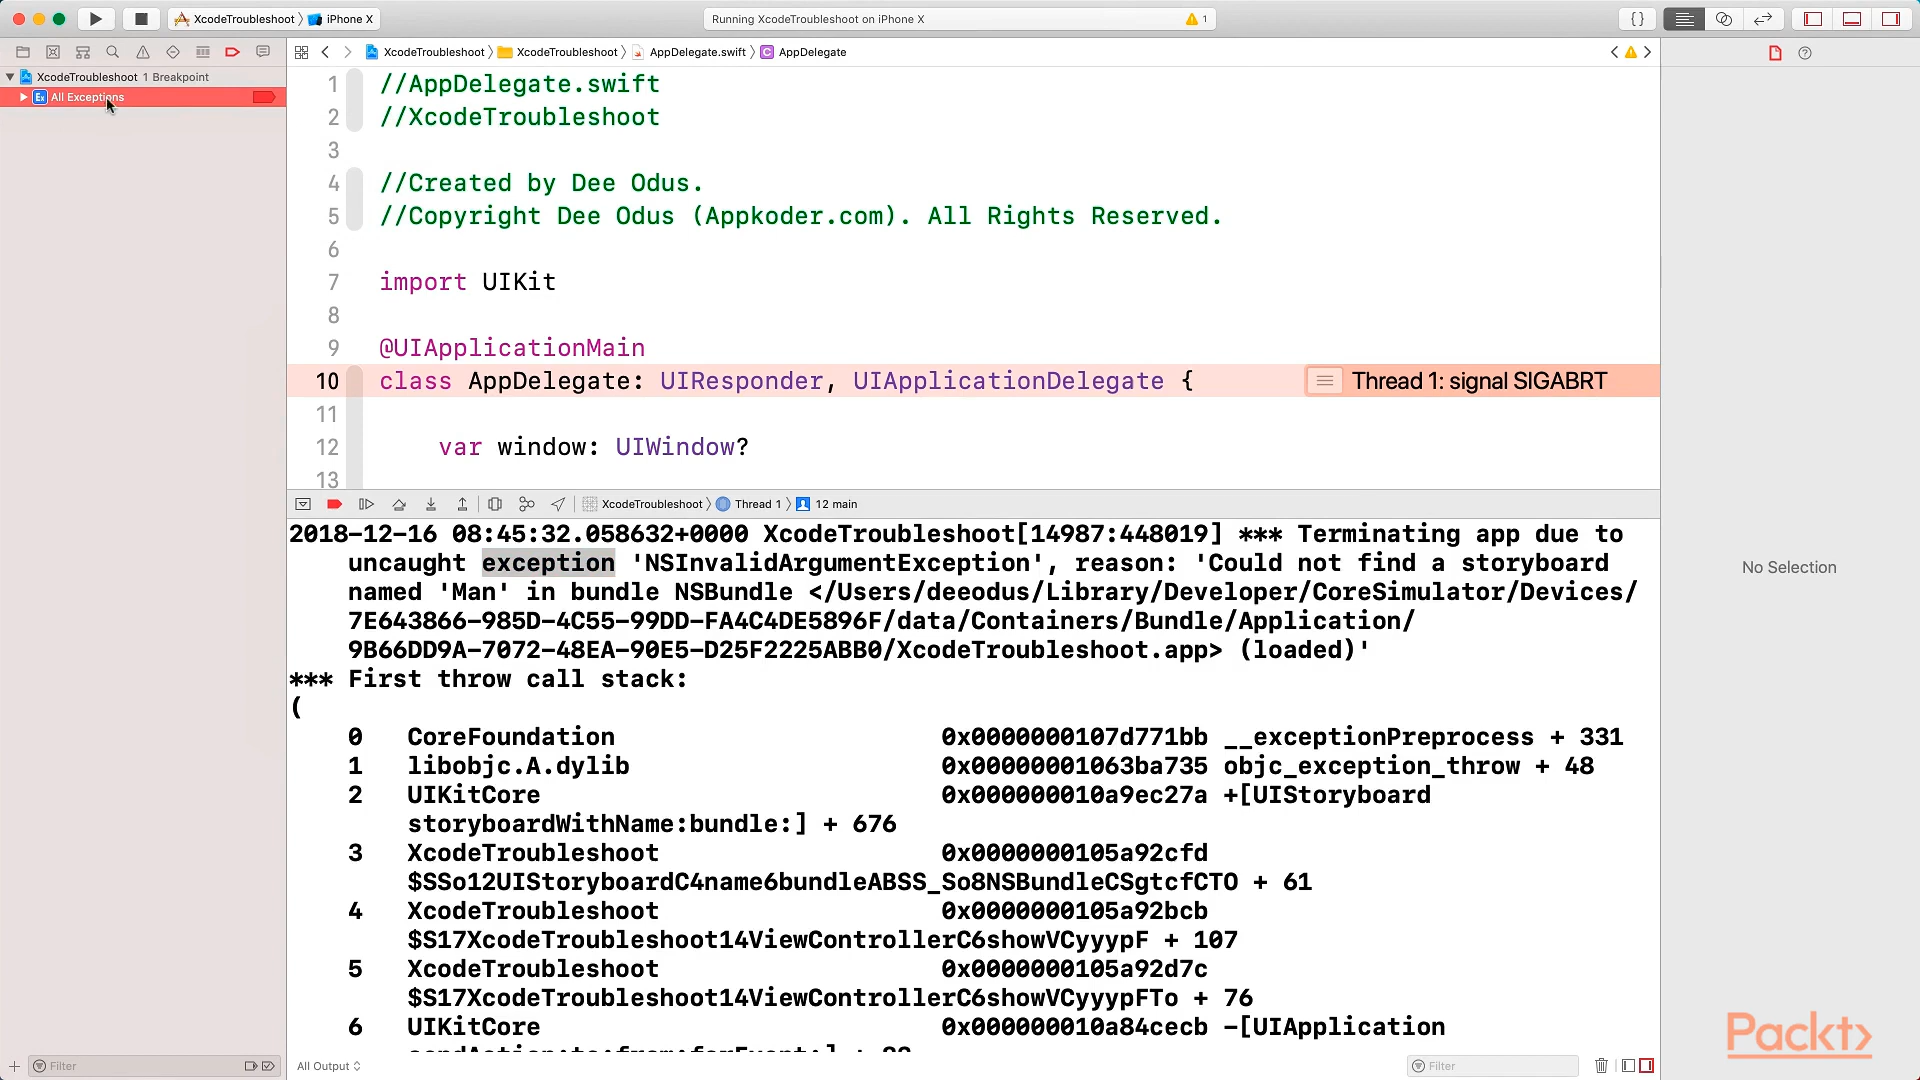 XcodeTroubleshoot iPhone X
Running XcodeTroubleshoot on iPhone X
1
XcodeTroubleshoot XcodeTroubleshoot AppDelegate.swift C AppDelegate
XcodeTroubleshoot 1 Breakpoint
Ex All Exceptions
1 //AppDelegate.swift
2 //XcodeTroubleshoot
3
4 //Created by Dee Odus.
5 //Copyright Dee Odus (Appkoder.com). All Rights Reserved.
6
7 import UIKit
8
9 @UIApplicationMain
10 class AppDelegate: UIResponder, UIApplicationDelegate { Thread 1: signal SIGABRT
11
12 var window: UIWindow?
13
No Selection
XcodeTroubleshoot Thread 1 12 main
2018-12-16 08:45:32.058632+0000 XcodeTroubleshoot[14987:448019] *** Terminating app due to
uncaught exception 'NSInvalidArgumentException', reason: 'Could not find a storyboard
named 'Man' in bundle NSBundle </Users/deeodus/Library/Developer/CoreSimulator/Devices/
7E643866-985D-4C55-99DD-FA4C4DE5896F/data/Containers/Bundle/Application/
9B66DD9A-7072-48EA-90E5-D25F2225ABB0/XcodeTroubleshoot.app> (loaded)'
*** First throw call stack:
(
0 CoreFoundation 0x0000000107d771bb __exceptionPreprocess + 331
1 libobjc.A.dylib 0x00000001063ba735 objc_exception_throw + 48
2 UIKitCore 0x000000010a9ec27a +[UIStoryboard
storyboardWithName:bundle:] + 676
3 XcodeTroubleshoot 0x0000000105a92cfd
$SSo12UIStoryboardC4name6bundleABSS_So8NSBundleCSgtcfCTO + 61
4 XcodeTroubleshoot 0x0000000105a92bcb
$S17XcodeTroubleshoot14ViewControllerC6showVCyyypF + 107
5 XcodeTroubleshoot 0x0000000105a92d7c
$S17XcodeTroubleshoot14ViewControllerC6showVCyyypFTo + 76
6 UIKitCore 0x000000010a84cecb -[UIApplication
Filter
All Output
Filter
Packt>